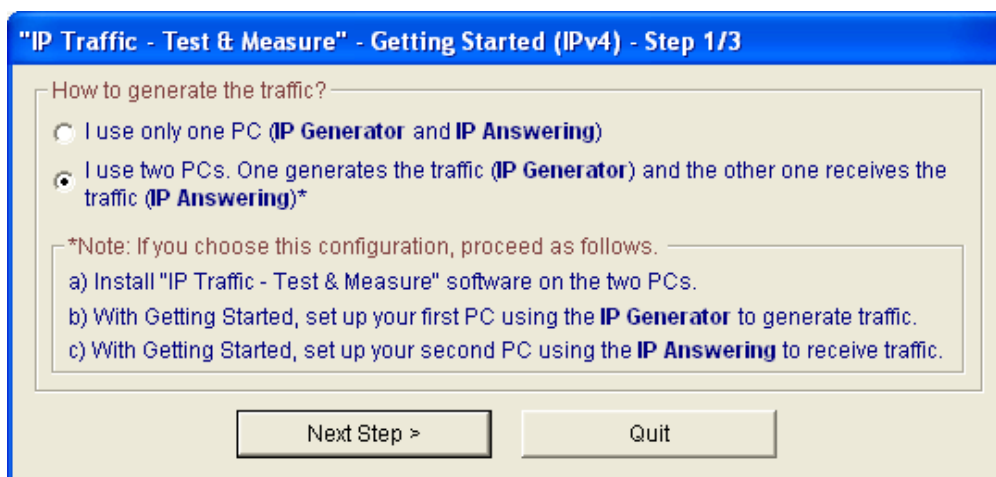 "IP Traffic - Test & Measure" - Getting Started (IPv4) - Step 1/3
How to generate the traffic?
I use only one PC (IP Generator and IP Answering)
I use two PCs. One generates the traffic (IP Generator) and the other one receives the
traffic (IP Answering)*
*Note: If you choose this configuration, proceed as follows.
a) Install "IP Traffic - Test & Measure" software on the two PCs.
b) With Getting Started, set up your first PC using the IP Generator to generate traffic.
c) With Getting Started, set up your second PC using the IP Answering to receive traffic.
Next Step >
Quit